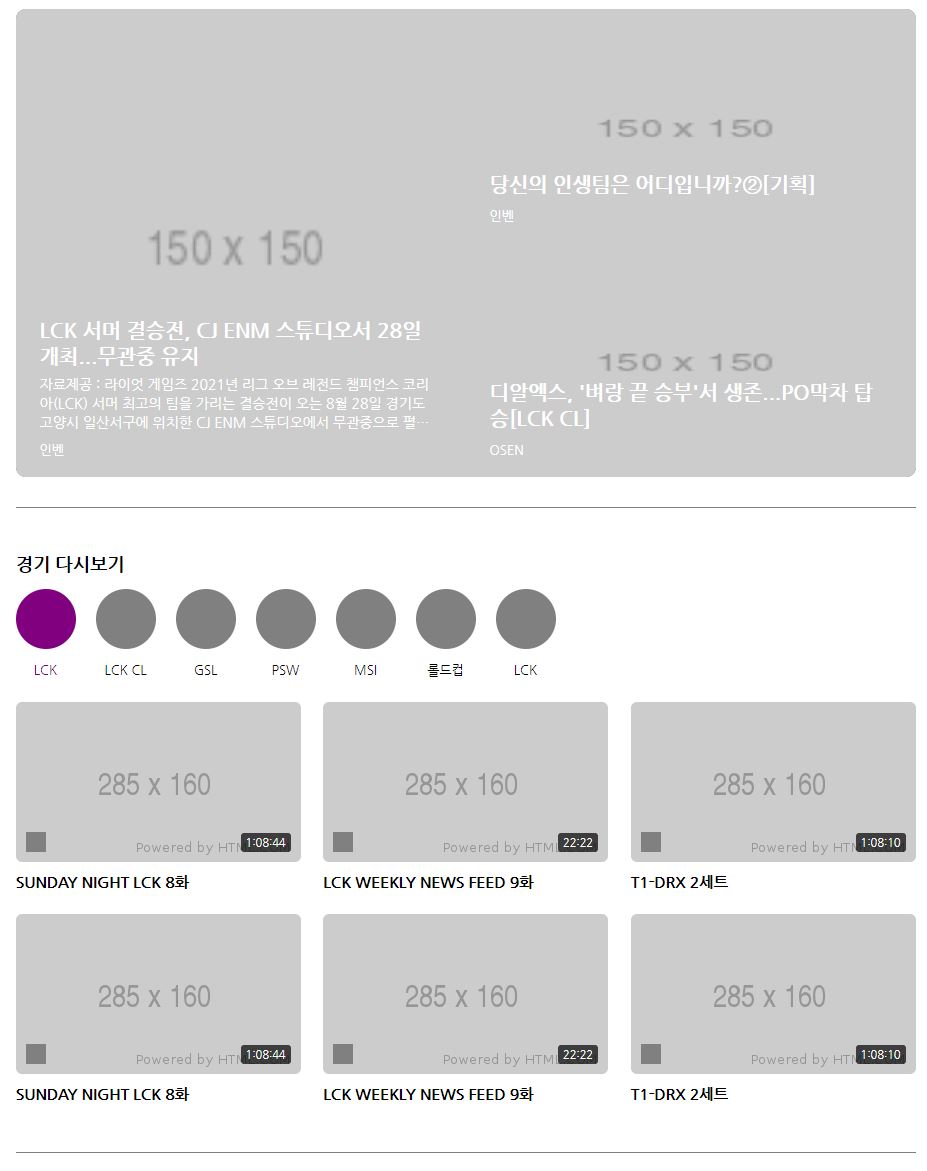 150 x 150
LCK 서머 결승전, CJ ENM 스튜디오서 28일
개최...무관중 유지
자료제공 : 라이엇 게임즈 2021년 리그 오브 레전드 챔피언스 코리
아(LCK) 서머 최고의 팀을 가리는 결승전이 오는 8월 28일 경기도
고양시 일산서구에 위치한 CJ ENM 스튜디오에서 무관중으로 펼…
인벤
150 x 150
당신의 인생팀은 어디입니까?②[기획]
인벤
150 x 150
디알엑스, '벼랑 끝 승부'서 생존...PO막차 탑
승[LCK CL]
OSEN
경기 다시보기
LCK
LCK CL
GSL
PSW
MSI
롤드컵
LCK
285 x 160
Powered by HTM
1:08:44
SUNDAY NIGHT LCK 8화
285 x 160
Powered by HTML
22:22
LCK WEEKLY NEWS FEED 9화
285 x 160
Powered by HTM
1:08:10
T1-DRX 2세트
285 x 160
Powered by HTM
1:08:44
SUNDAY NIGHT LCK 8화
285 x 160
Powered by HTML
22:22
LCK WEEKLY NEWS FEED 9화
285 x 160
Powered by HTM
1:08:10
T1-DRX 2세트